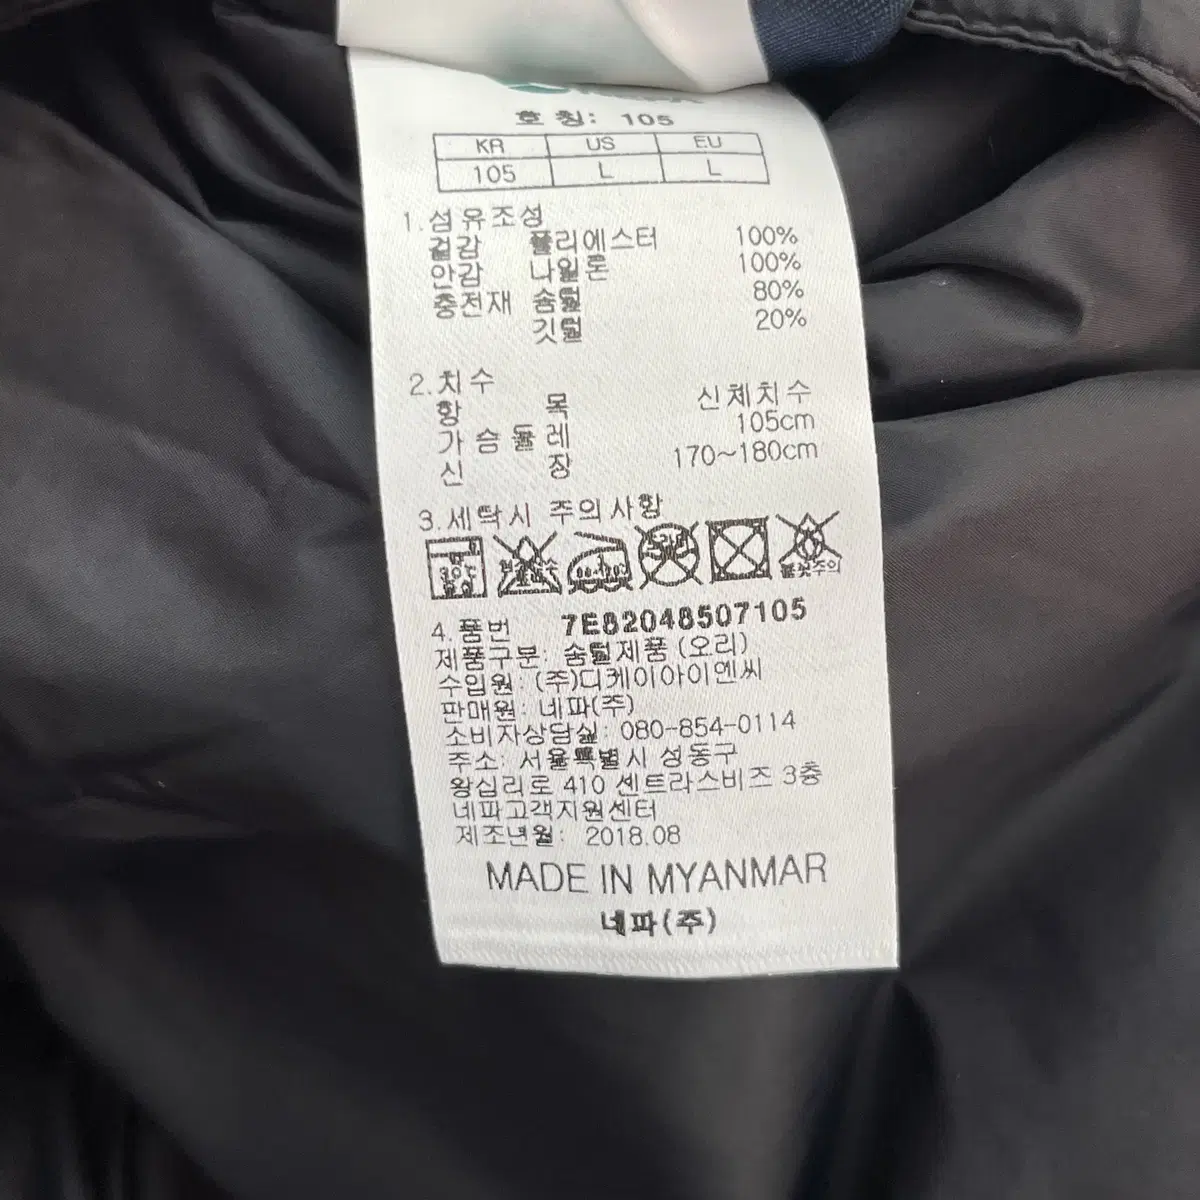 호 칭: 105
KR US EU
105 L L
1.섬유조성
겉감 폴리에스터 100%
안감 나일론 100%
충전재 솜털 80%
깃털 20%
2.치수
항 목 신체치수
가슴둘레 105cm
신 장 170~180cm
3.세탁시 주의사항
30℃
중성
불꽃주의
4.품번 7E82048507105
제품구분: 솜털제품 (오리)
수입원: (주)디케이아이엔씨
판매원: 네파(주)
소비자상담실: 080-854-0114
주소: 서울특별시 성동구
왕십리로 410 센트라스비즈 3층
네파고객지원센터
제조년월: 2018.08
MADE IN MYANMAR
네파(주)